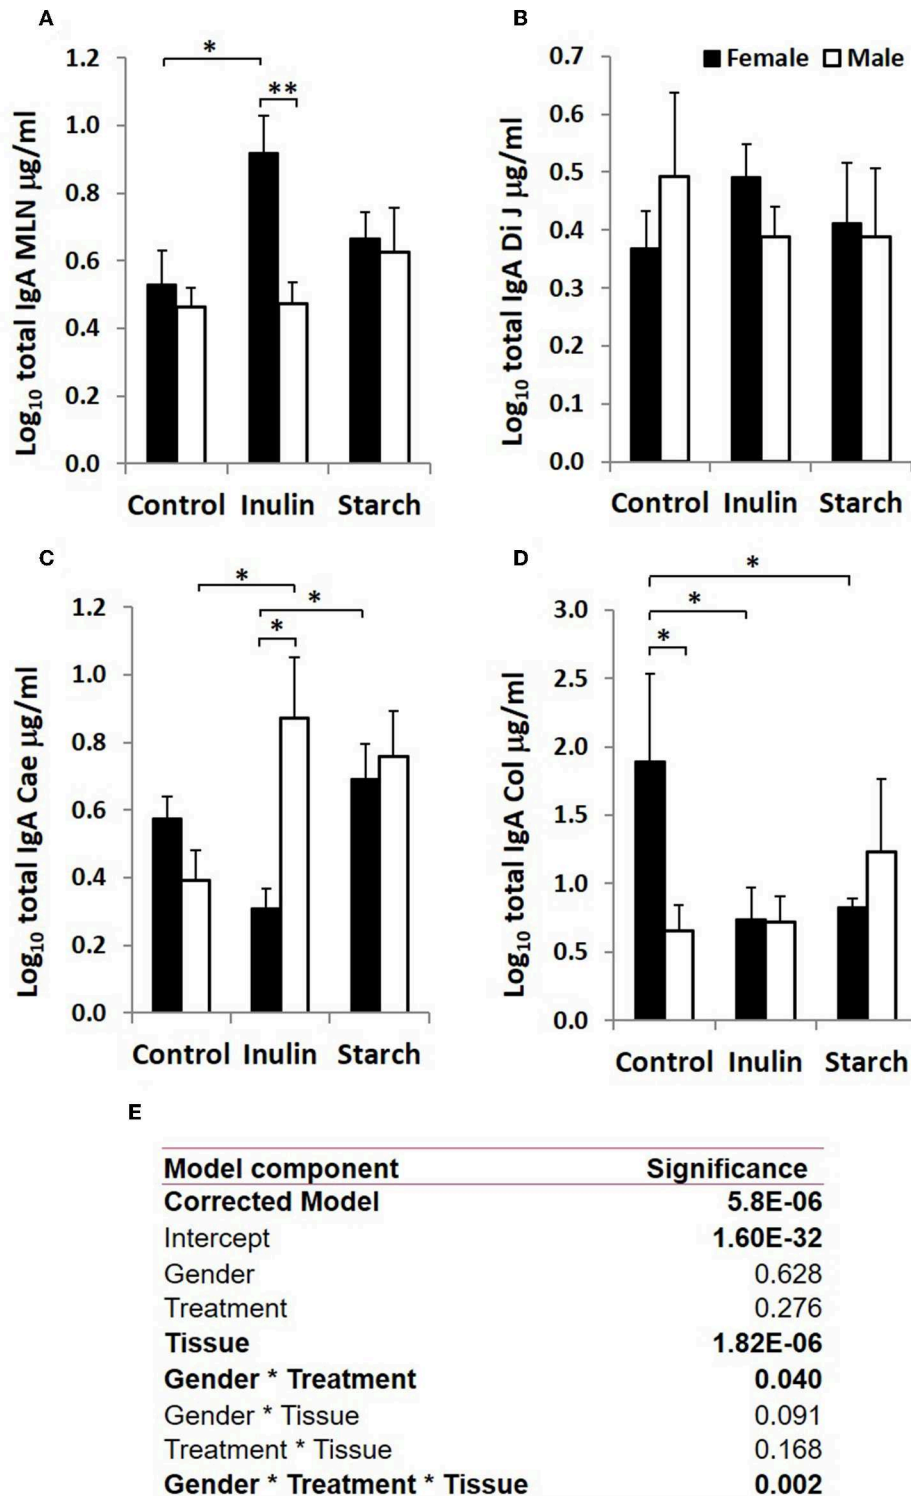 A
Log10 total IgA MLN µg/ml
1.2
1.0
0.8
0.6
0.4
0.2
0.0
*
**
Control Inulin Starch
B
Log10 total IgA Di J µg/ml
0.7
0.6
0.5
0.4
0.3
0.2
0.1
0.0
Female Male
Control Inulin Starch
C
Log10 total IgA Cae µg/ml
1.2
1.0
0.8
0.6
0.4
0.2
0.0
*
*
*
Control Inulin Starch
D
Log10 total IgA Col µg/ml
3.0
2.5
2.0
1.5
1.0
0.5
0.0
*
*
*
Control Inulin Starch
E
Model component Significance
Corrected Model 5.8E-06
Intercept 1.60E-32
Gender 0.628
Treatment 0.276
Tissue 1.82E-06
Gender * Treatment 0.040
Gender * Tissue 0.091
Treatment * Tissue 0.168
Gender * Treatment * Tissue 0.002